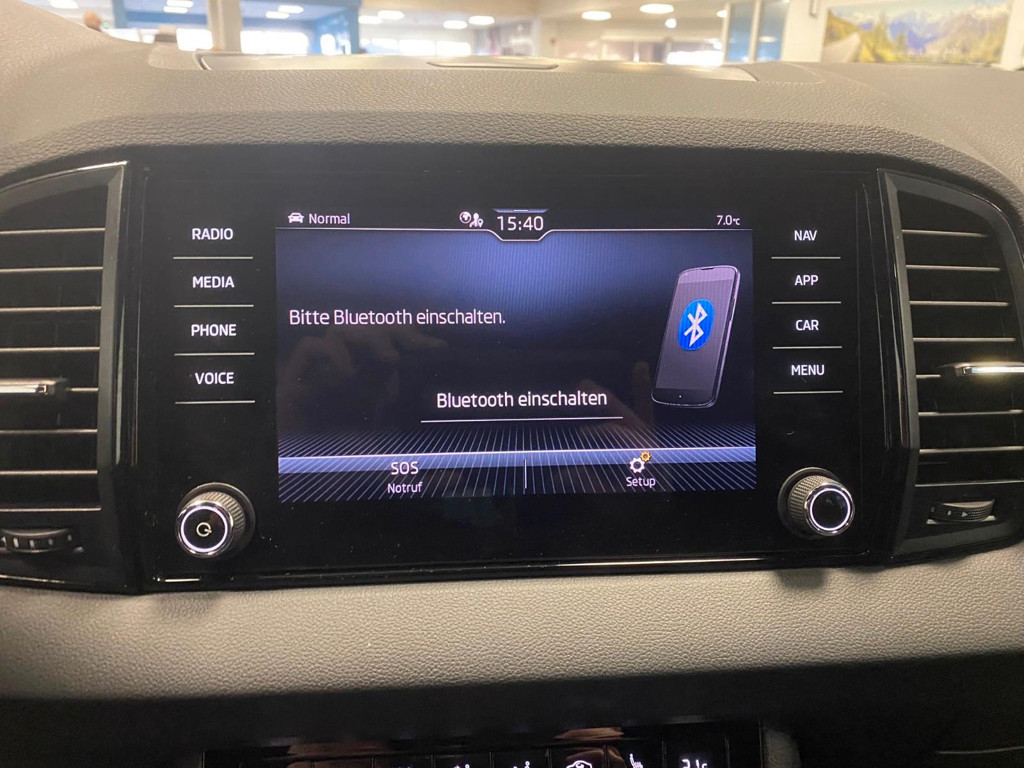 Normal
15:40
7.0°C
RADIO
MEDIA
PHONE
VOICE
Bitte Bluetooth einschalten.
Bluetooth einschalten
SOS
Notruf
Setup
NAV
APP
CAR
MENU